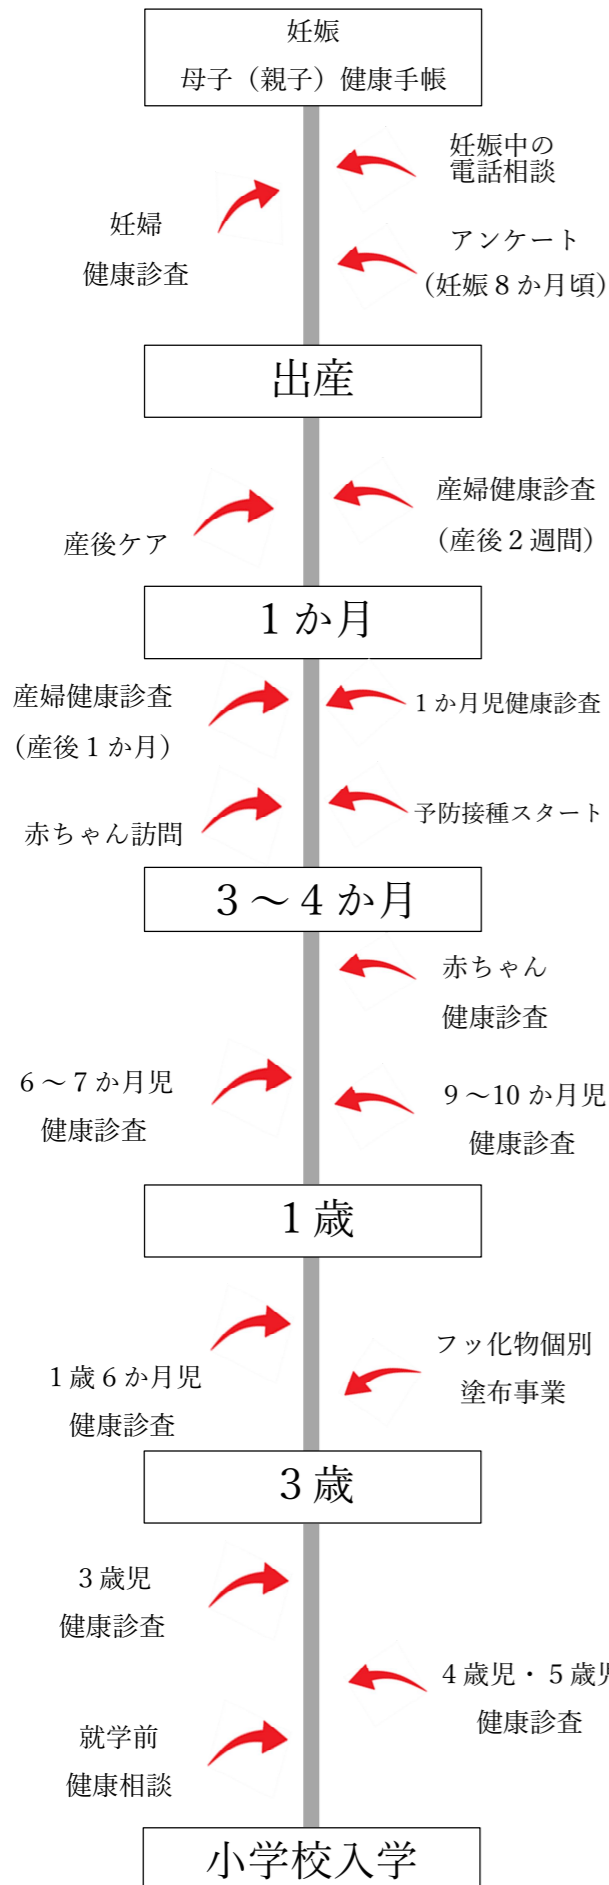 妊娠
母子（親子）健康手帳
妊娠中の
電話相談
妊婦
健康診査
アンケート
（妊娠８か月頃）
出産
産後ケア
産婦健康診査
（産後２週間）
１か月
産婦健康診査
（産後１か月）
１か月児健康診査
赤ちゃん訪問
予防接種スタート
３～４か月
赤ちゃん
健康診査
６～７か月児
健康診査
９～10 か月児
健康診査
１歳
１歳６か月児
健康診査
フッ化物個別
塗布事業
３歳
３歳児
健康診査
４歳児・５歳児
健康診査
就学前
健康相談
小学校入学